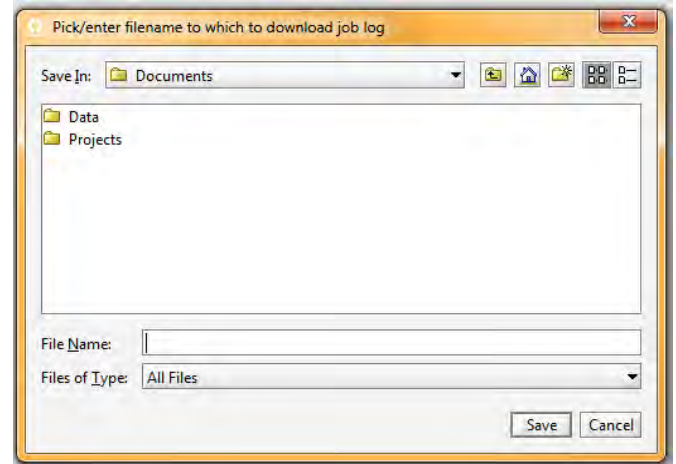 Pick/enter filename to which to download job log
Save In: Documents
Data
Projects
File Name:
Files of Type: All Files
Save Cancel